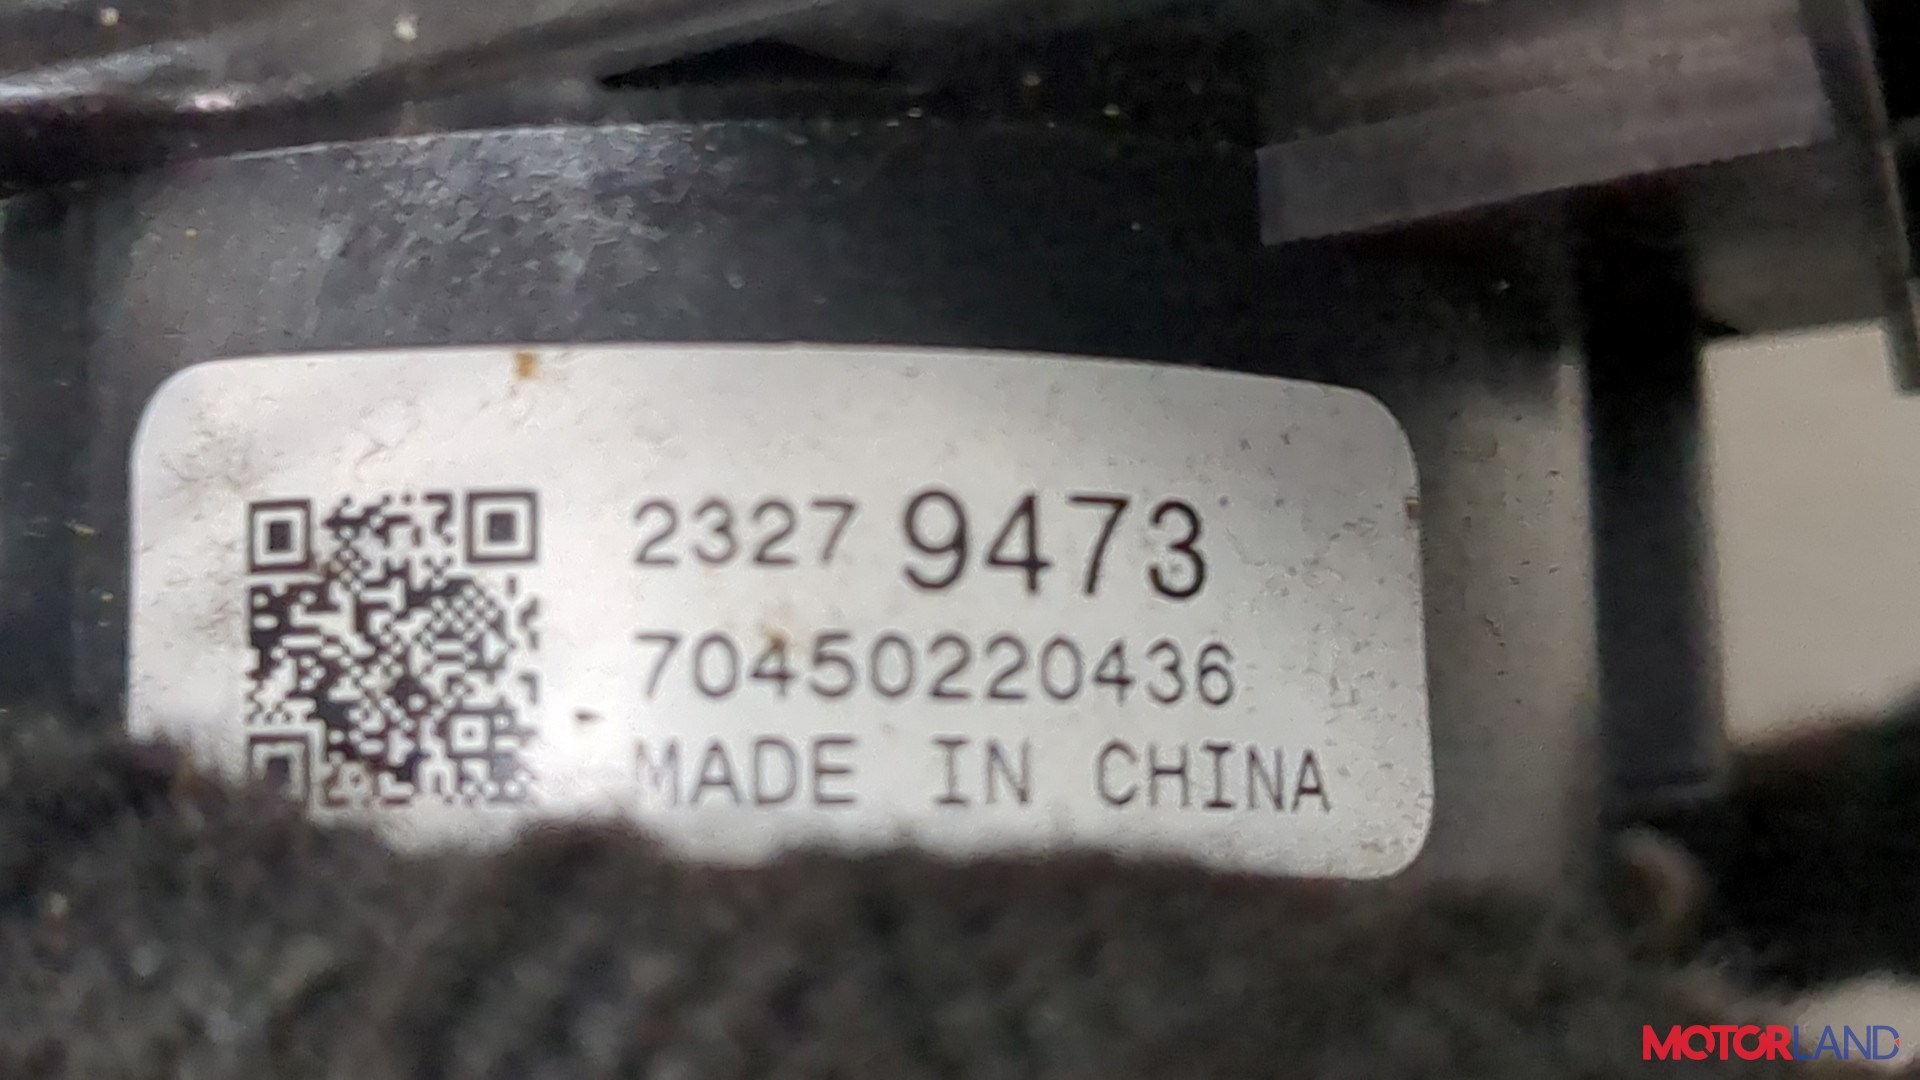 2327 9473
70450220436
MADE IN CHINA
MOTORLAND